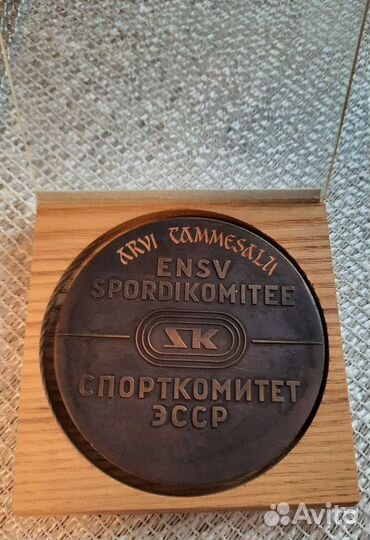 ARVI TAMMESALU
ENSV
SPORDIKOMITEE
SK
СПОРТКОМИТЕТ
ЭССР
Avito